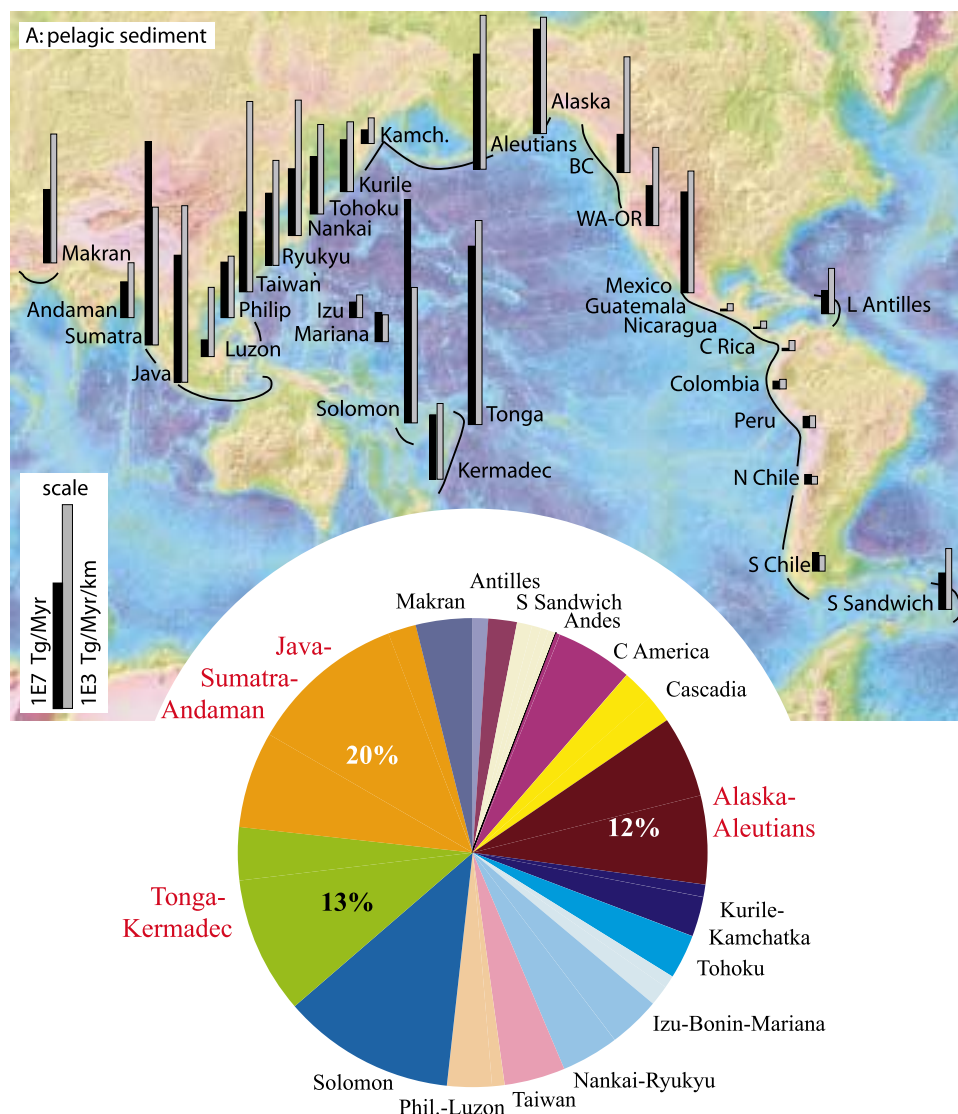 A: pelagic sediment
Alaska
Kamch.
Aleutians
BC
Kurile
Tohoku
WA-OR
Nankai
Makran
Ryukyu
Taiwan
Mexico
Andaman
Philip
Izu
Guatemala
L Antilles
Sumatra
Mariana
Nicaragua
Luzon
C Rica
Java
Colombia
Solomon
Tonga
Peru
Kermadec
N Chile
scale
1E7 Tg/Myr
1E3 Tg/Myr/km
S Chile
S Sandwich
Antilles
Makran
S Sandwich
Andes
C America
Java-
Sumatra-
Andaman
Cascadia
20%
Alaska-
Aleutians
12%
Tonga-
Kermadec
13%
Kurile-
Kamchatka
Tohoku
Izu-Bonin-Mariana
Nankai-Ryukyu
Solomon
Taiwan
Phil.-Luzon